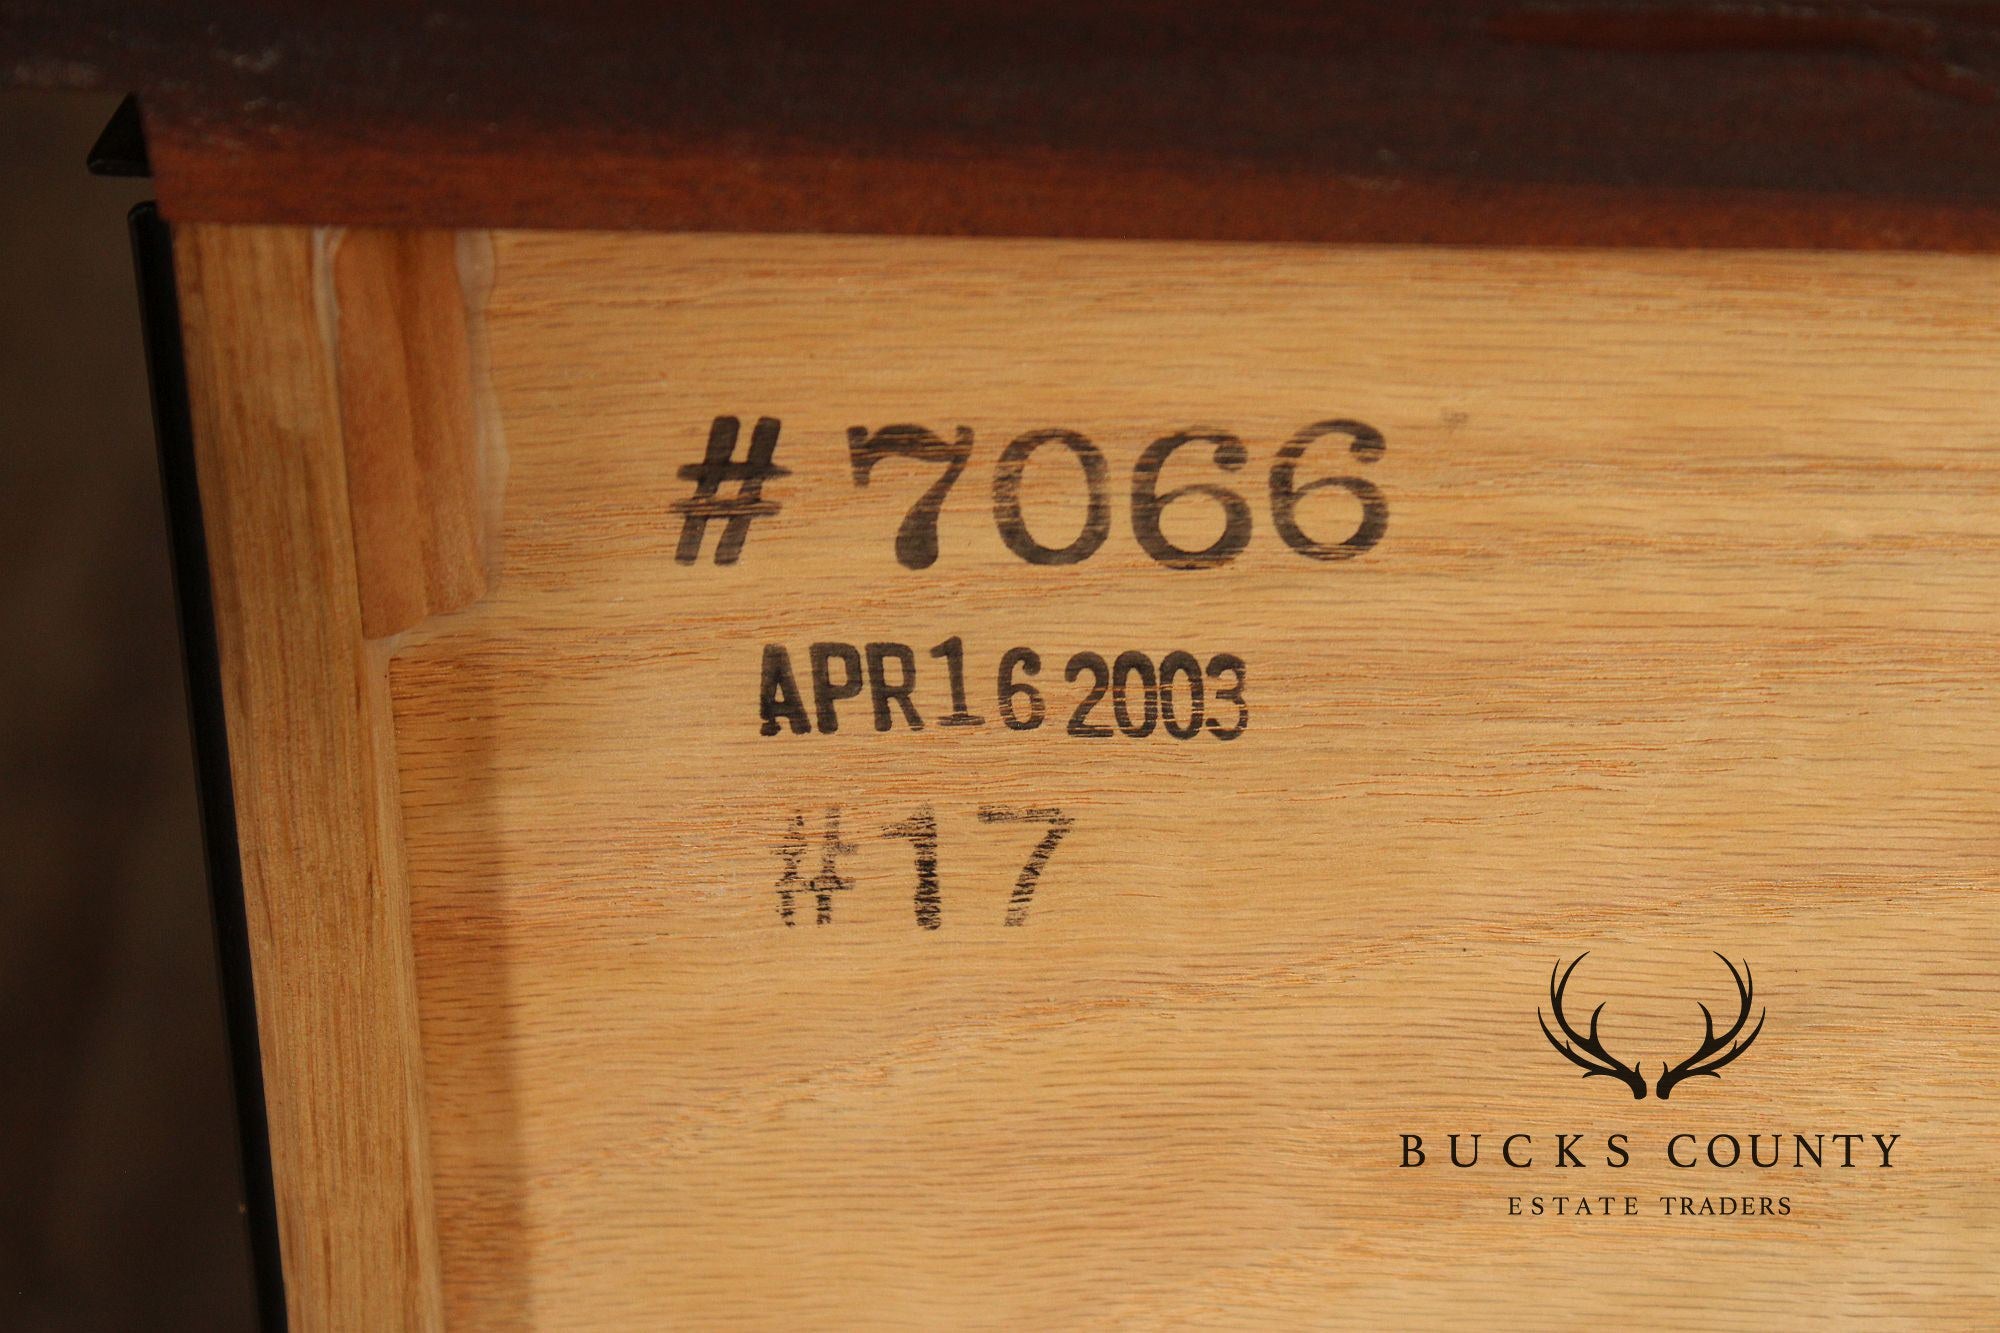 #7066
APR 16 2003
#17
BUCKS COUNTY
ESTATE TRADERS